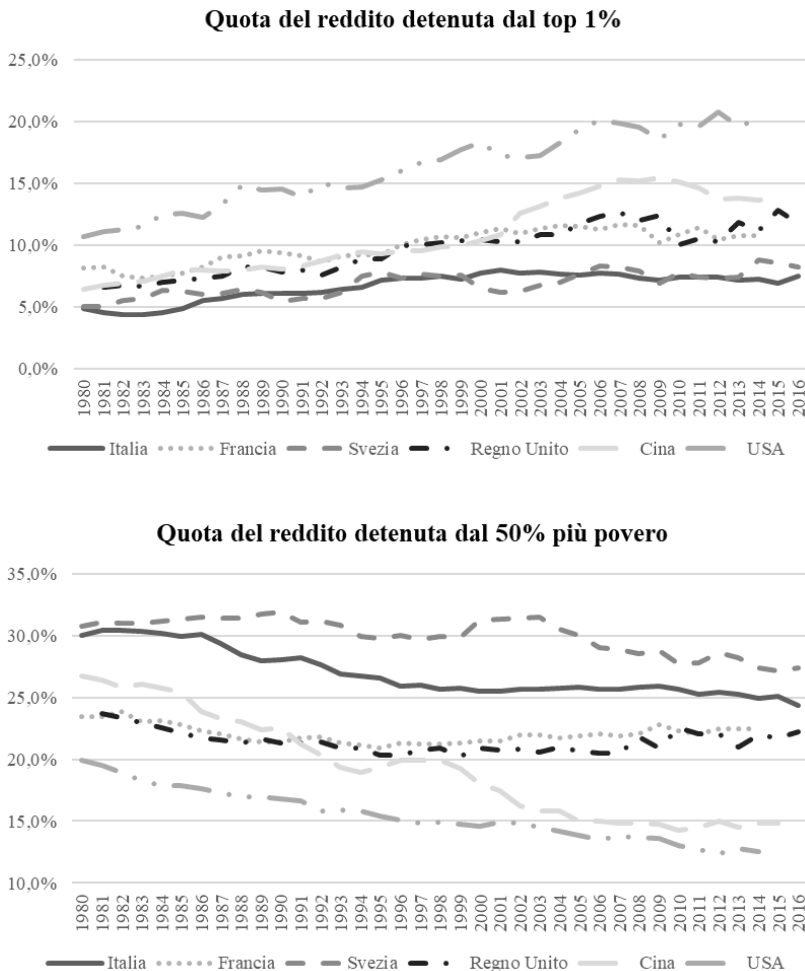 Quota del reddito detenuta dal top 1%
25,0%
20,0%
15,0%
10,0%
5,0%
0,0%
1980 1981 1982 1983 1984 1985 1986 1987 1988 1989 1990 1991 1992 1993 1994 1995 1996 1997 1998 1999 2000 2001 2002 2003 2004 2005 2006 2007 2008 2009 2010 2011 2012 2013 2014 2015 2016
Italia Francia Svezia Regno Unito Cina USA
Quota del reddito detenuta dal 50% più povero
35,0%
30,0%
25,0%
20,0%
15,0%
10,0%
1980 1981 1982 1983 1984 1985 1986 1987 1988 1989 1990 1991 1992 1993 1994 1995 1996 1997 1998 1999 2000 2001 2002 2003 2004 2005 2006 2007 2008 2009 2010 2011 2012 2013 2014 2015 2016
Italia Francia Svezia Regno Unito Cina USA